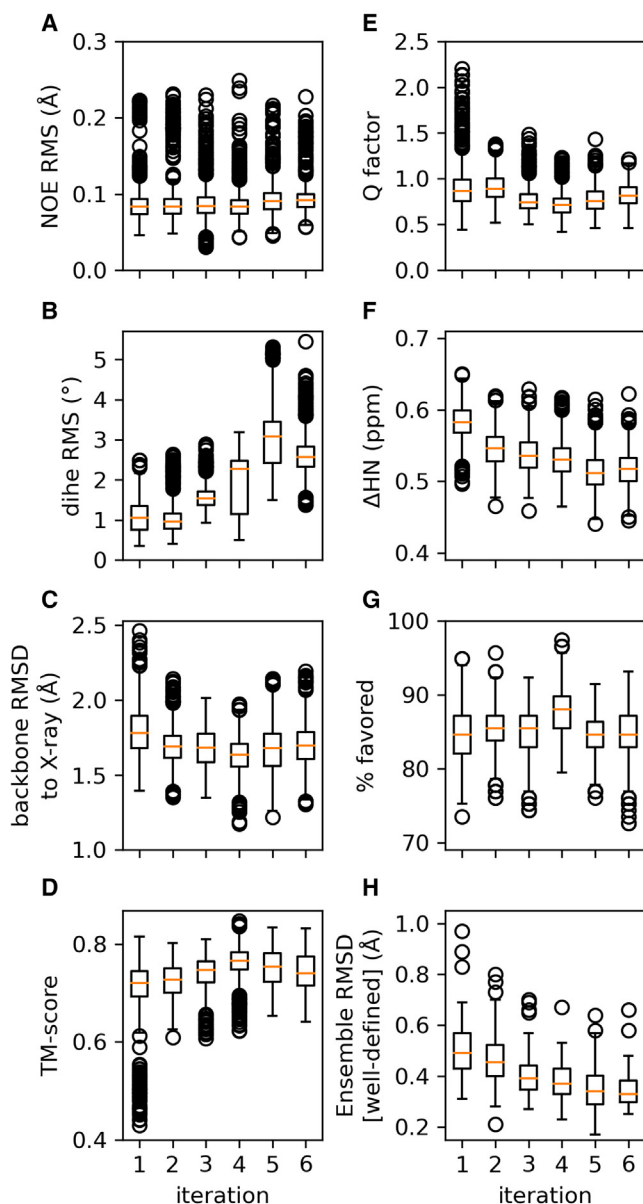 A
0.3
0.2
0.1
0.0
NOE RMS (Å)
E
2.5
2.0
1.5
1.0
0.5
0.0
Q factor
B
5
4
3
2
1
0
dihe RMS (°)
F
0.7
0.6
0.5
0.4
ΔHN (ppm)
C
2.5
2.0
1.5
1.0
backbone RMSD
to X-ray (Å)
G
100
90
80
70
% favored
D
0.8
0.6
0.4
TM-score
1 2 3 4 5 6
iteration
H
1.0
0.8
0.6
0.4
0.2
Ensemble RMSD
[well-defined] (Å)
1 2 3 4 5 6
iteration